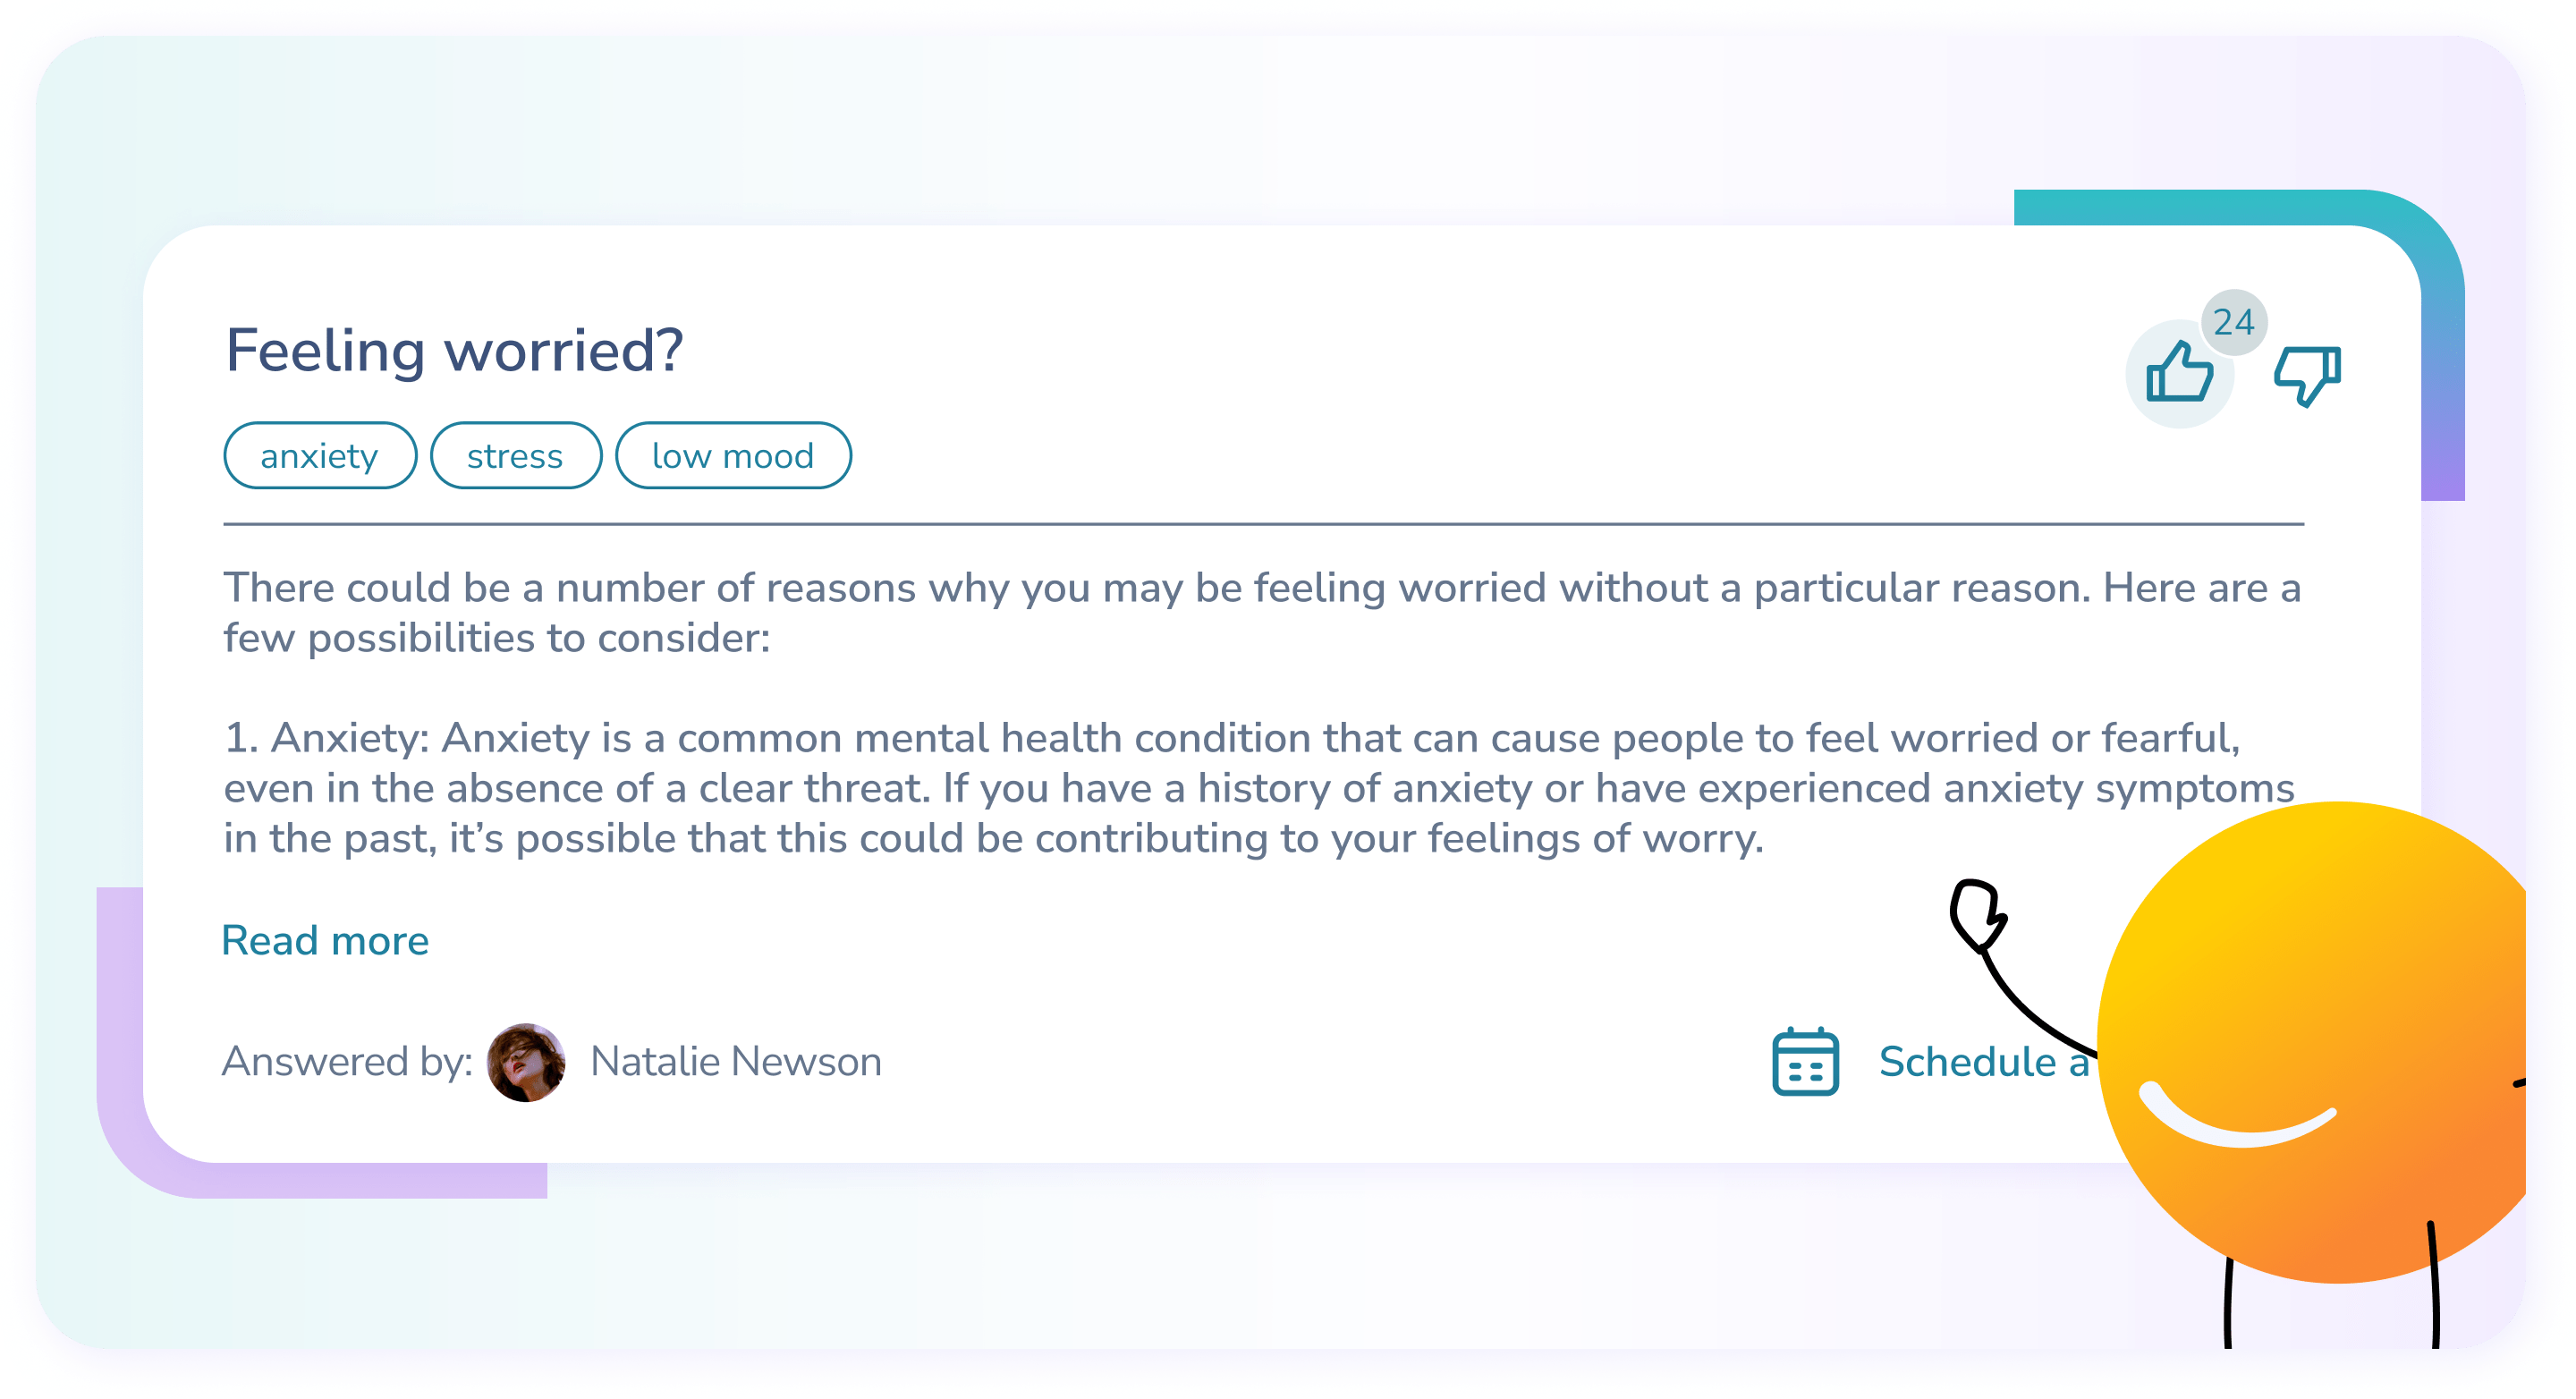 Feeling worried?
24
anxiety stress low mood
There could be a number of reasons why you may be feeling worried without a particular reason. Here are a
few possibilities to consider:
1. Anxiety: Anxiety is a common mental health condition that can cause people to feel worried or fearful,
even in the absence of a clear threat. If you have a history of anxiety or have experienced anxiety symptoms
in the past, it’s possible that this could be contributing to your feelings of worry.
Read more
Answered by: Natalie Newson
Schedule a